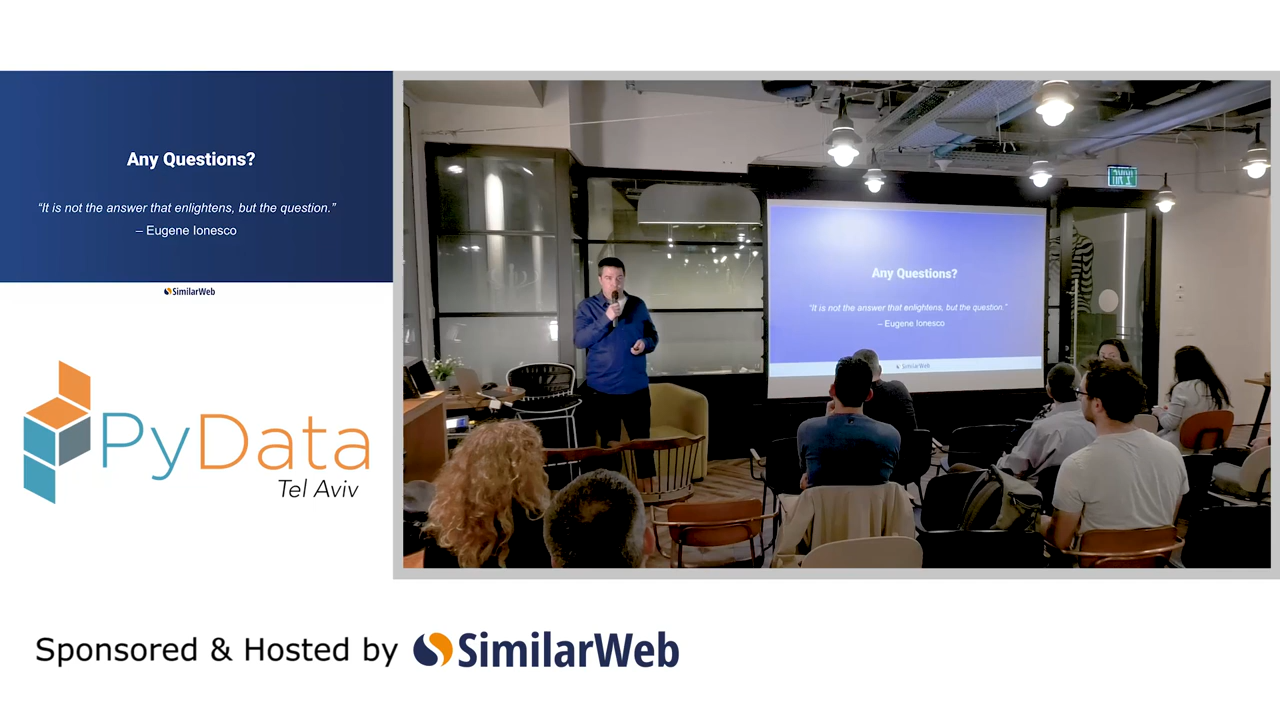 Any Questions?
“It is not the answer that enlightens, but the question.”
– Eugene Ionesco
SimilarWeb
PyData
Tel Aviv
Any Questions?
“It is not the answer that enlightens, but the question.”
– Eugene Ionesco
SimilarWeb
Sponsored & Hosted by SimilarWeb